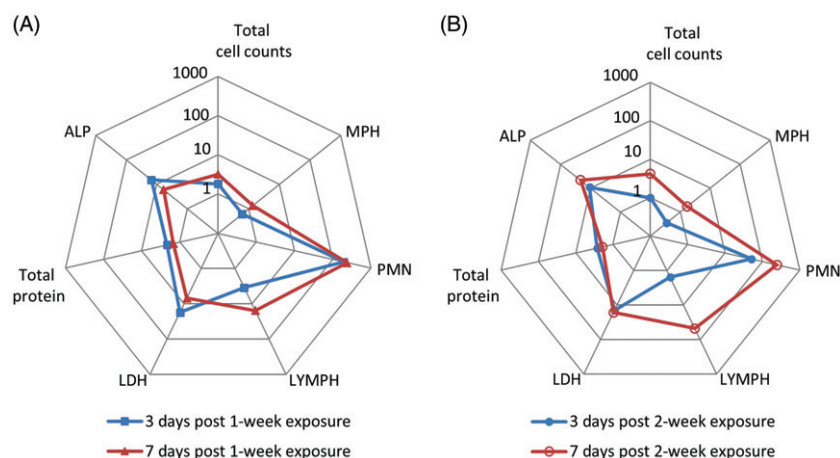 (A)
Total
cell counts
1000
100
10
1
ALP
MPH
Total
protein
PMN
LDH
LYMPH
3 days post 1-week exposure
7 days post 1-week exposure
(B)
Total
cell counts
1000
100
10
1
ALP
MPH
Total
protein
PMN
LDH
LYMPH
3 days post 2-week exposure
7 days post 2-week exposure